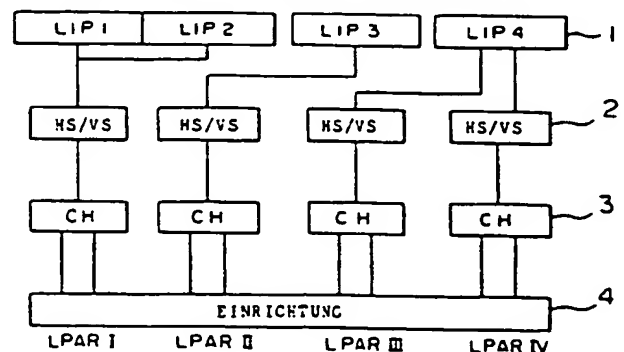 LIP 1 LIP 2 LIP 3 LIP 4 1
HS/VS HS/VS HS/VS HS/VS 2
CH CH CH CH 3
EINRICHTUNG 4
LPAR I LPAR II LPAR III LPAR IV